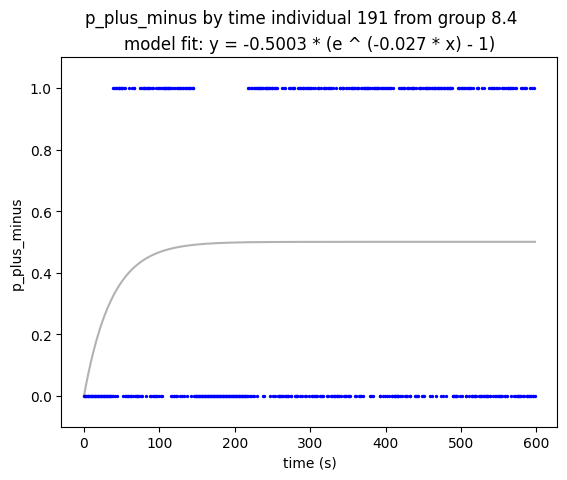 p_plus_minus by time individual 191 from group 8.4
model fit: y = -0.5003 * (e ^ (-0.027 * x) - 1)
1.0
0.8
0.6
0.4
0.2
0.0
p_plus_minus
0 100 200 300 400 500 600
time (s)